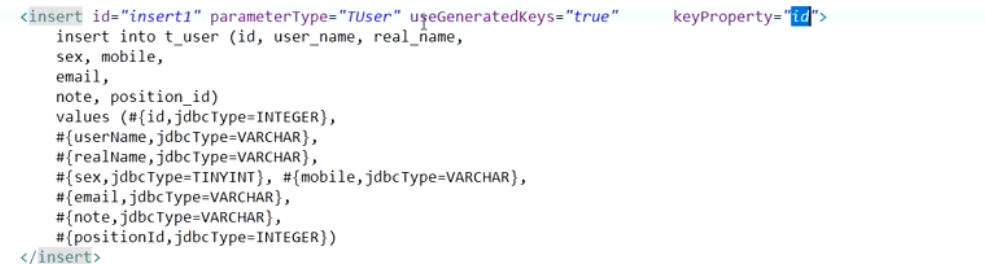 <insert id="insert1" parameterType="TUser" useGeneratedKeys="true" keyProperty="id">
insert into t_user (id, user_name, real_name,
sex, mobile,
email,
note, position_id)
values (#{id,jdbcType=INTEGER},
#{userName,jdbcType=VARCHAR},
#{realName,jdbcType=VARCHAR},
#{sex,jdbcType=TINYINT}, #{mobile,jdbcType=VARCHAR},
#{email,jdbcType=VARCHAR},
#{note,jdbcType=VARCHAR},
#{positionId,jdbcType=INTEGER})
</insert>